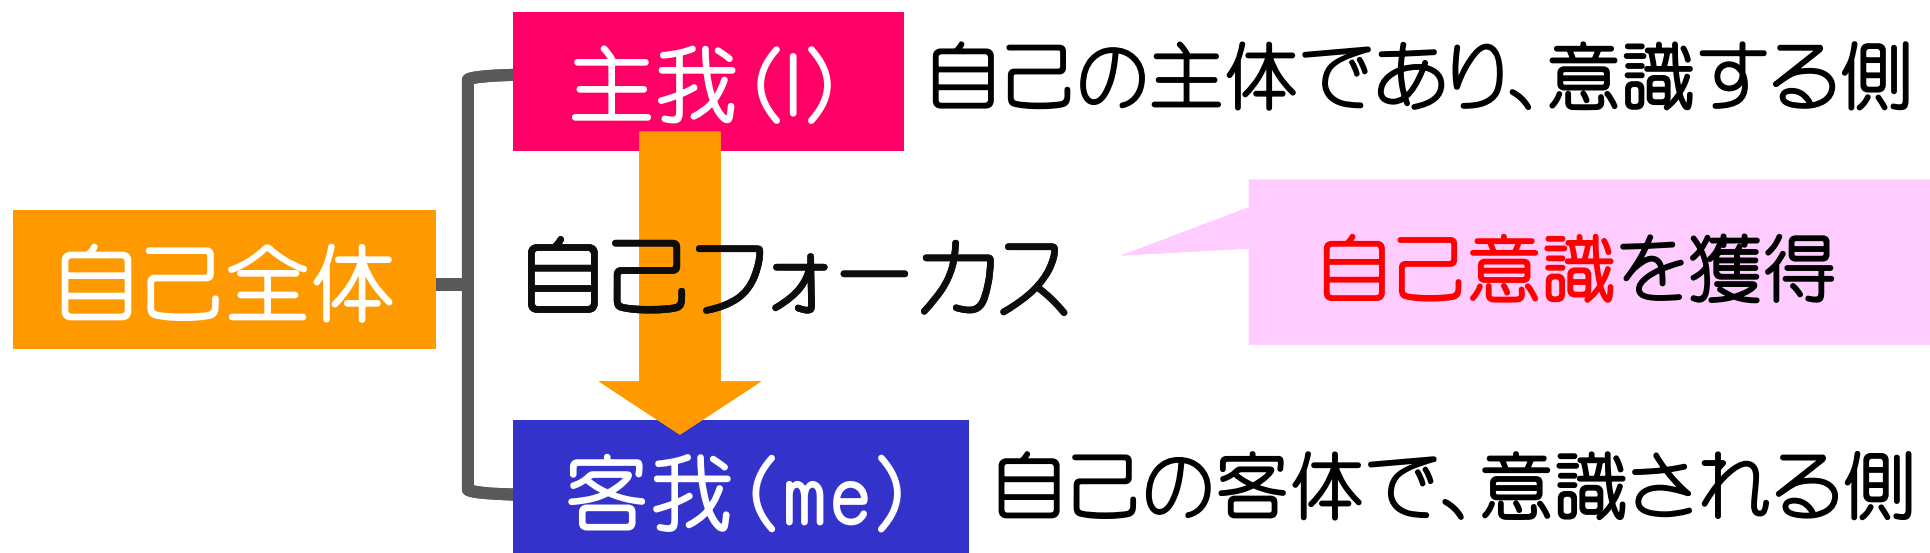 主我(I) 自己の主体であり、意識する側
自己全体 自己フォーカス 自己意識を獲得
客我(me) 自己の客体で、意識される側